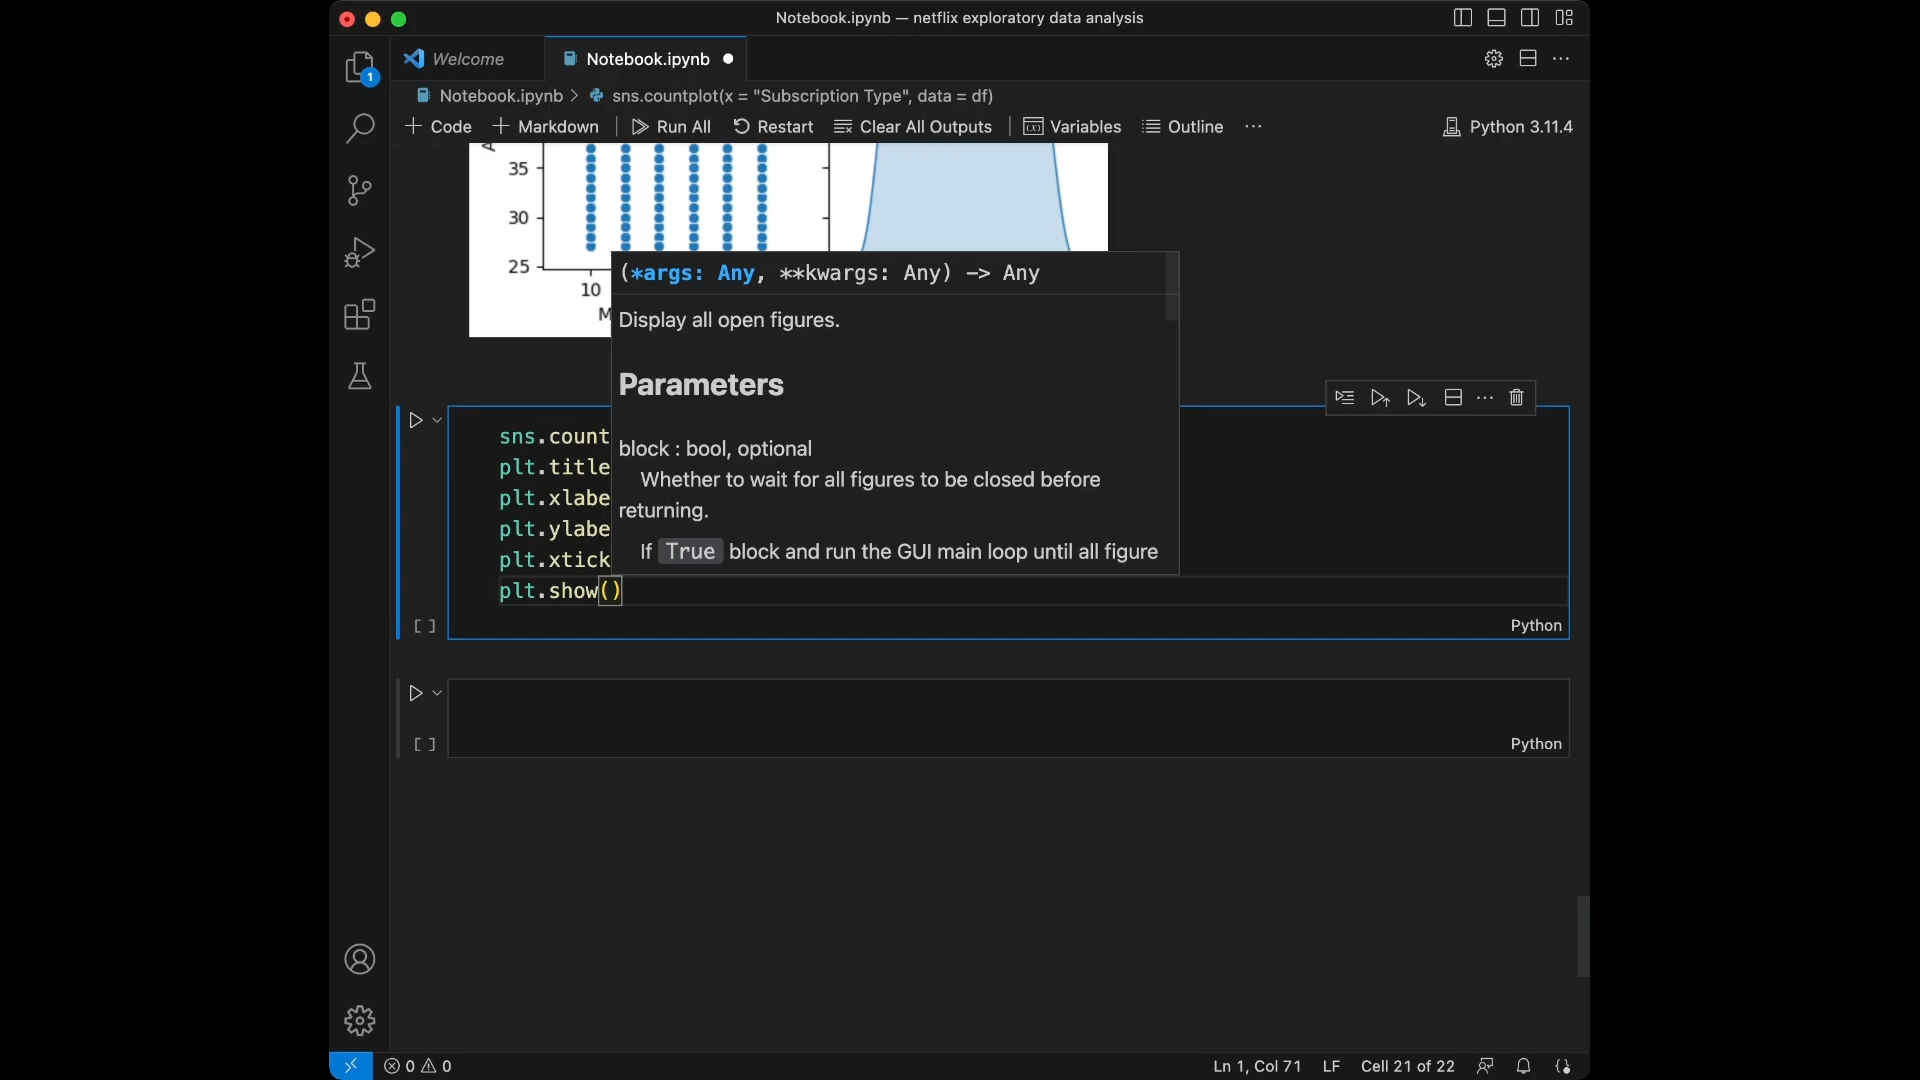 Notebook.ipynb — netflix exploratory data analysis
1
Welcome
Notebook.ipynb
Notebook.ipynb > sns.countplot(x = "Subscription Type", data = df)
Code Markdown Run All Restart Clear All Outputs Variables Outline ··· Python 3.11.4
35
30
25
10
M
(*args: Any, **kwargs: Any) -> Any
Display all open figures.
Parameters
block : bool, optional
Whether to wait for all figures to be closed before
returning.
If True block and run the GUI main loop until all figure
sns.count
plt.title
plt.xlabe
plt.ylabe
plt.xtick
plt.show()
[ ] Python
[ ] Python
0 0 Ln 1, Col 71 LF Cell 21 of 22